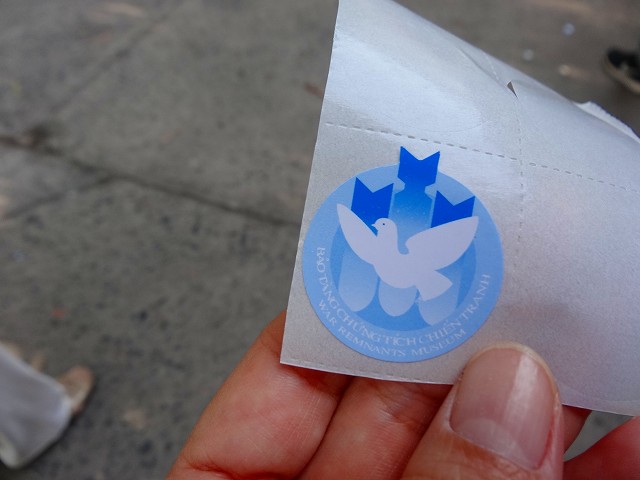 BẢO TÀNG CHỨNG TÍCH CHIẾN TRANH
WAR REMNANTS MUSEUM